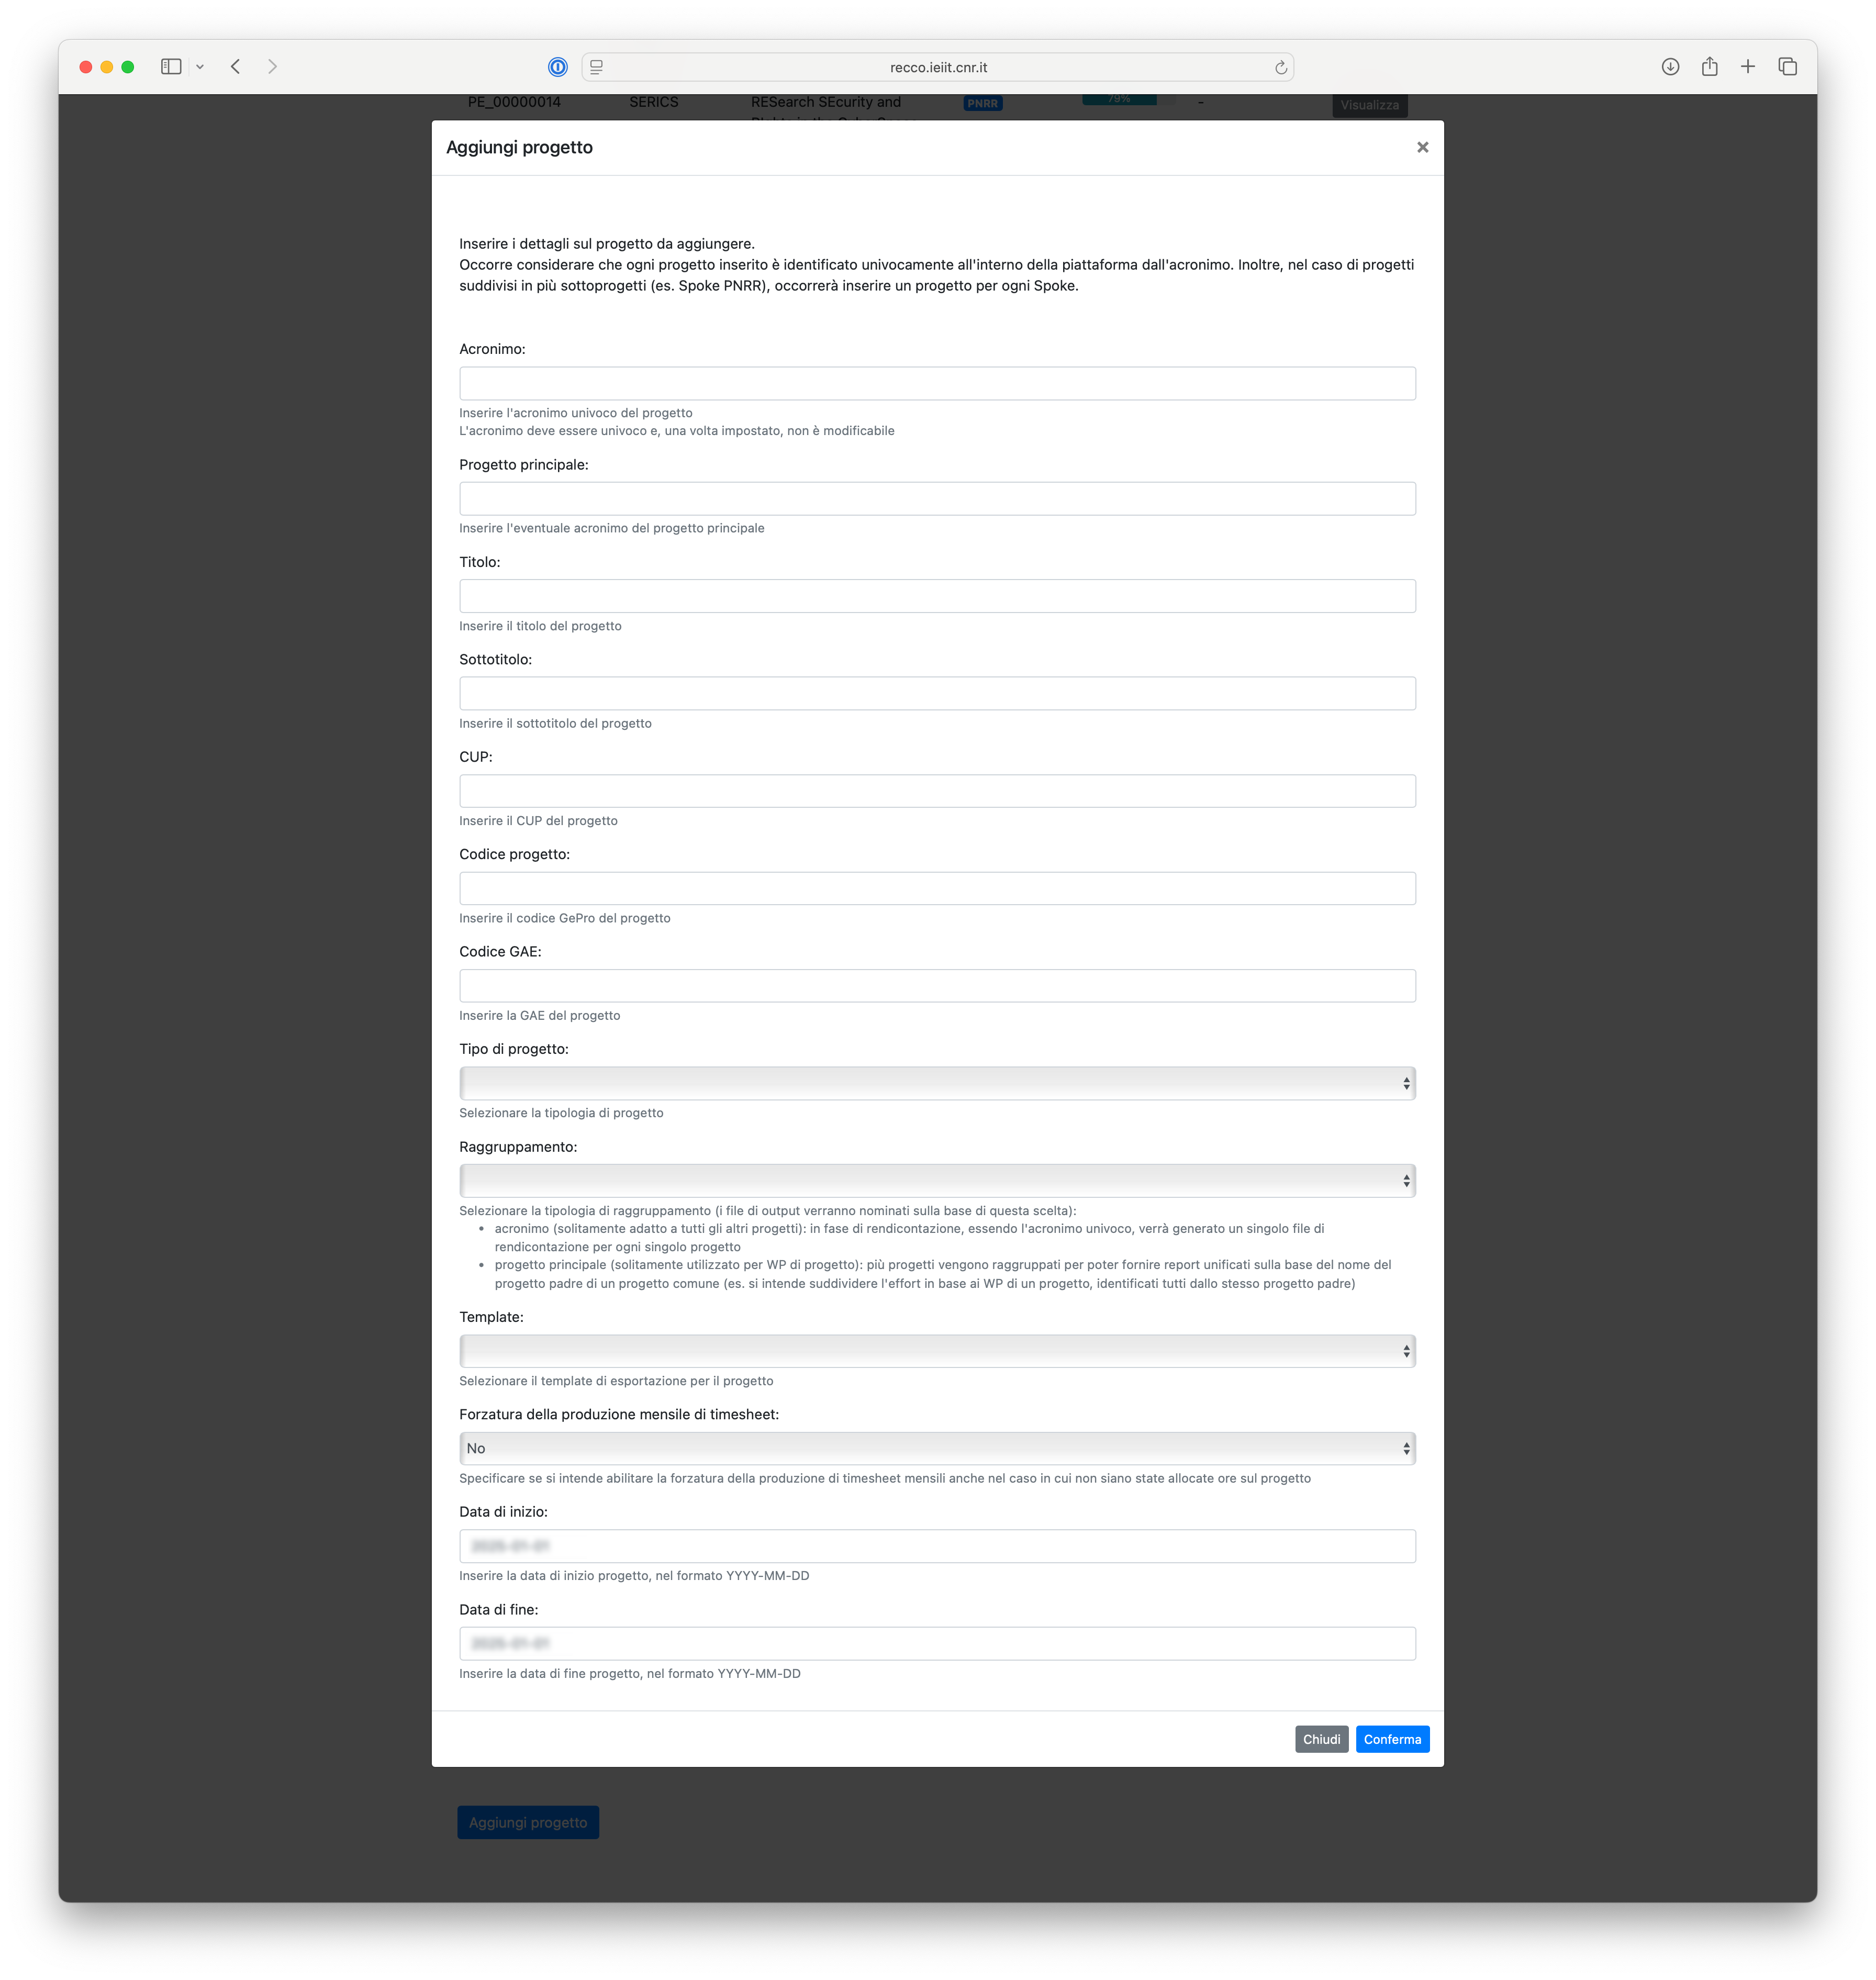 recco.ieiit.cnr.it
PE_00000014 SERICS RESearch SEcurity and PNRR 79% - Visualizza
Aggiungi progetto ×
Inserire i dettagli sul progetto da aggiungere.
Occorre considerare che ogni progetto inserito è identificato univocamente all'interno della piattaforma dall'acronimo. Inoltre, nel caso di progetti
suddivisi in più sottoprogetti (es. Spoke PNRR), occorrerà inserire un progetto per ogni Spoke.
Acronimo:
Inserire l'acronimo univoco del progetto
L'acronimo deve essere univoco e, una volta impostato, non è modificabile
Progetto principale:
Inserire l'eventuale acronimo del progetto principale
Titolo:
Inserire il titolo del progetto
Sottotitolo:
Inserire il sottotitolo del progetto
CUP:
Inserire il CUP del progetto
Codice progetto:
Inserire il codice GePro del progetto
Codice GAE:
Inserire la GAE del progetto
Tipo di progetto:
Selezionare la tipologia di progetto
Raggruppamento:
Selezionare la tipologia di raggruppamento (i file di output verranno nominati sulla base di questa scelta):
• acronimo (solitamente adatto a tutti gli altri progetti): in fase di rendicontazione, essendo l'acronimo univoco, verrà generato un singolo file di
rendicontazione per ogni singolo progetto
• progetto principale (solitamente utilizzato per WP di progetto): più progetti vengono raggruppati per poter fornire report unificati sulla base del nome del
progetto padre di un progetto comune (es. si intende suddividere l'effort in base ai WP di un progetto, identificati tutti dallo stesso progetto padre)
Template:
Selezionare il template di esportazione per il progetto
Forzatura della produzione mensile di timesheet:
No
Specificare se si intende abilitare la forzatura della produzione di timesheet mensili anche nel caso in cui non siano state allocate ore sul progetto
Data di inizio:
2025-01-01
Inserire la data di inizio progetto, nel formato YYYY-MM-DD
Data di fine:
2025-01-01
Inserire la data di fine progetto, nel formato YYYY-MM-DD
Chiudi Conferma
Aggiungi progetto